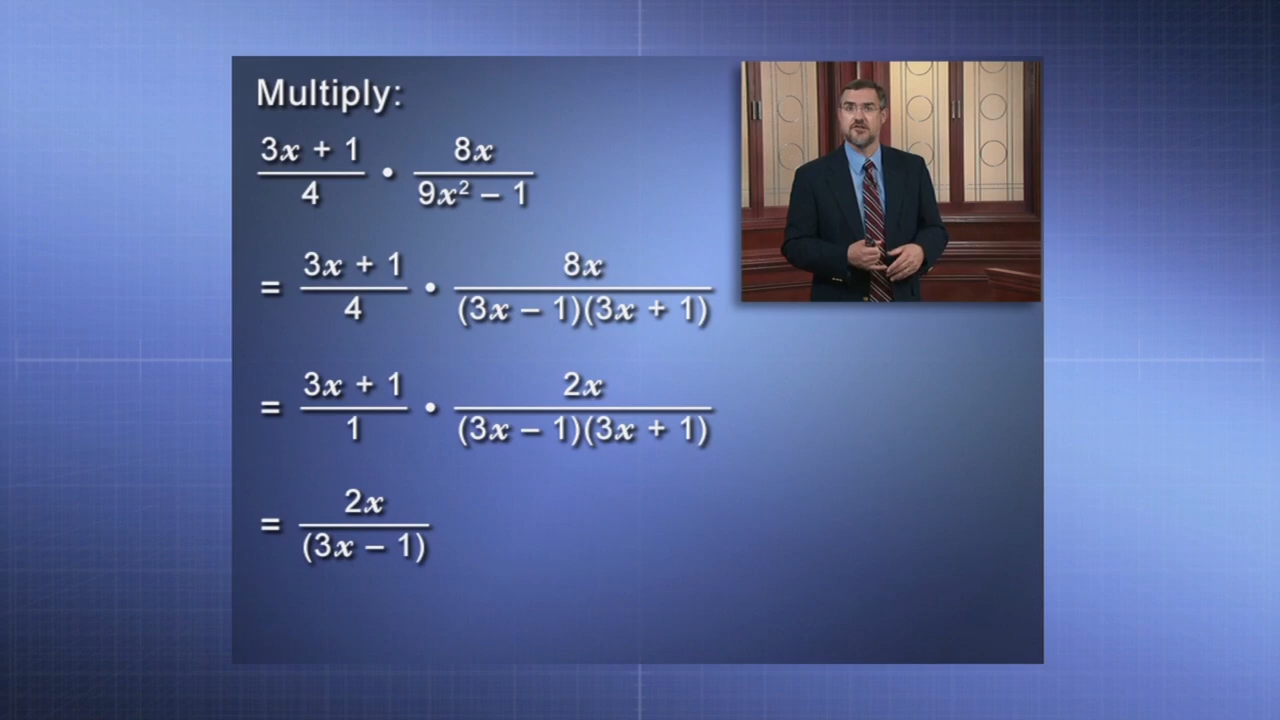 Multiply:
3x + 1 / 4 • 8x / 9x² – 1
= 3x + 1 / 4 • 8x / (3x – 1)(3x + 1)
= 3x + 1 / 1 • 2x / (3x – 1)(3x + 1)
= 2x / (3x – 1)